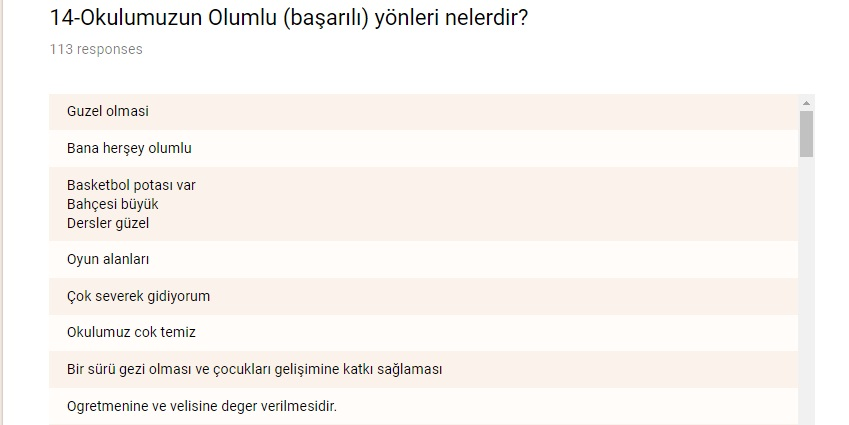 14-Okulumuzun Olumlu (başarılı) yönleri nelerdir?
113 responses
Guzel olmasi
Bana herşey olumlu
Basketbol potası var
Bahçesi büyük
Dersler güzel
Oyun alanları
Çok severek gidiyorum
Okulumuz cok temiz
Bir sürü gezi olması ve çocukları gelişimine katkı sağlaması
Ogretmenine ve velisine deger verilmesidir.